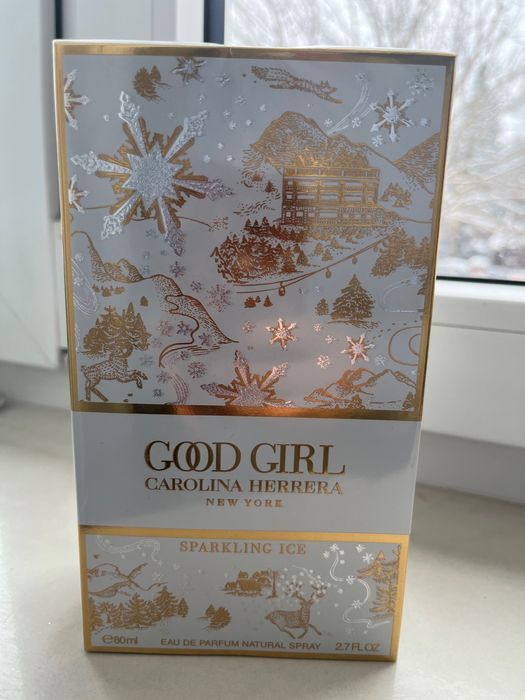 GOOD GIRL
CAROLINA HERRERA
NEW YORK
SPARKLING ICE
e80ml EAU DE PARFUM NATURAL SPRAY 2.7 FL OZ